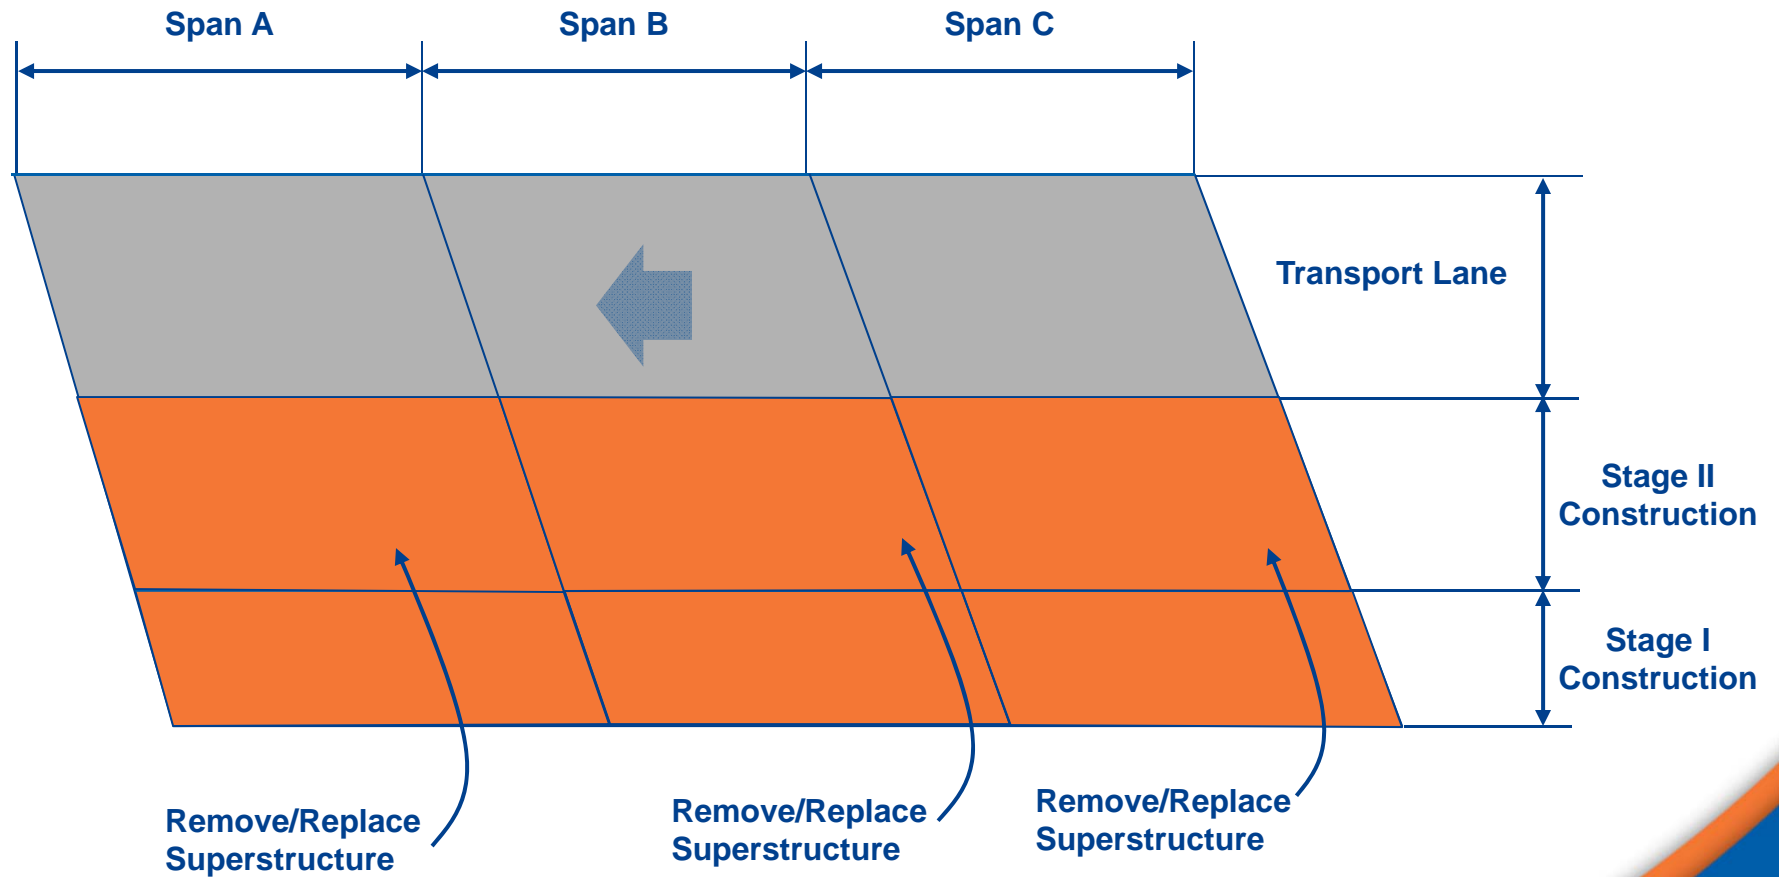 Span A
Span B
Span C
Transport Lane
Stage II
Construction
Stage I
Construction
Remove/Replace
Superstructure
Remove/Replace
Superstructure
Remove/Replace
Superstructure